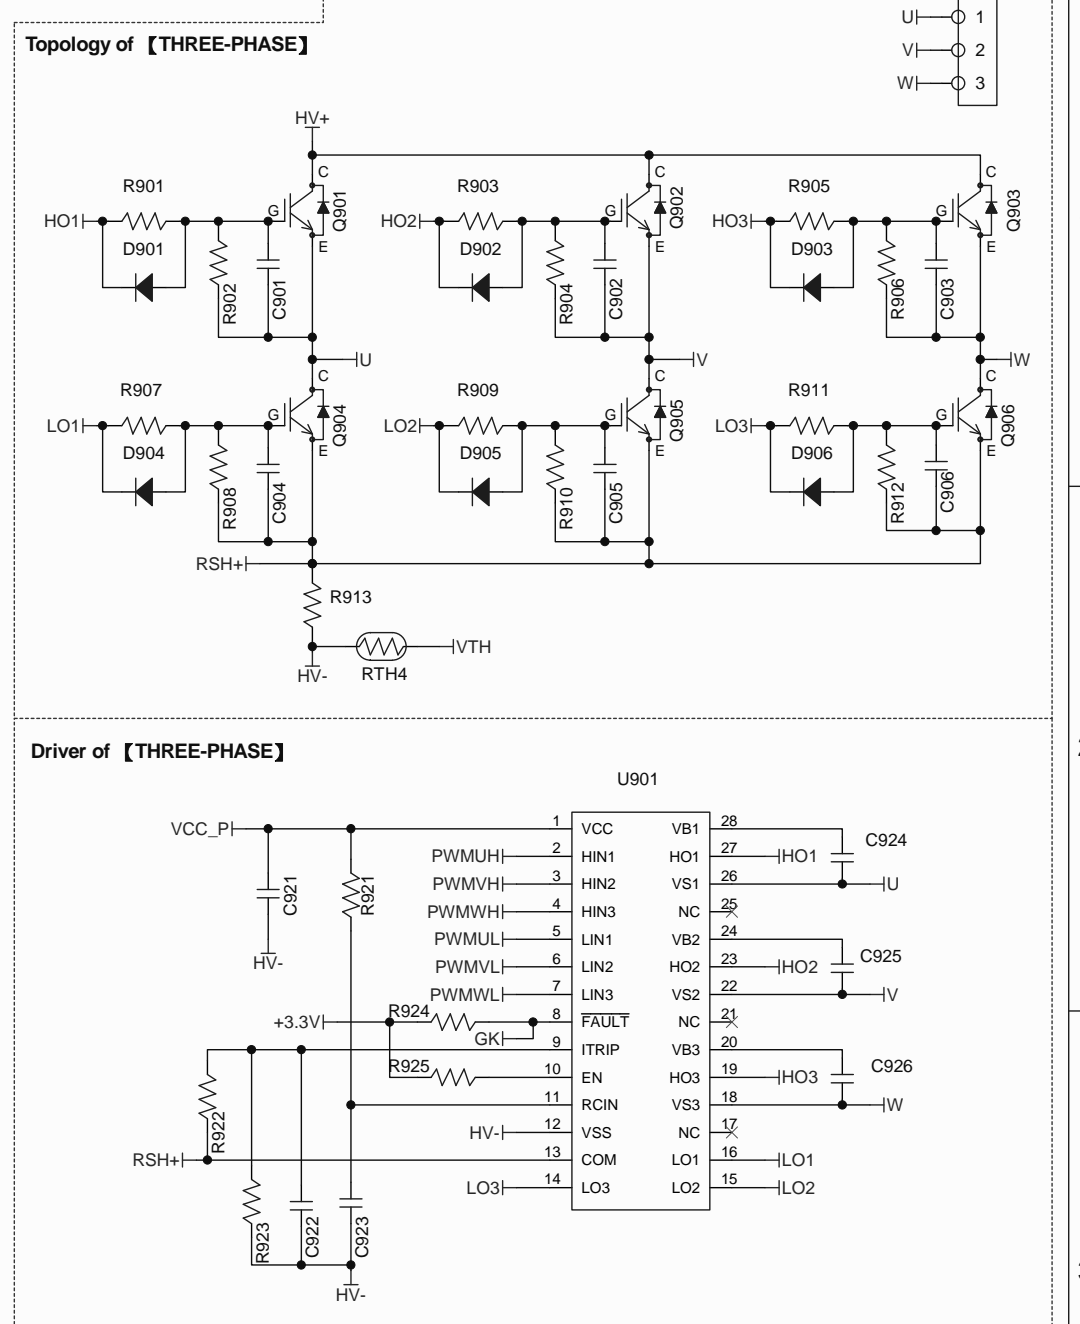 U 1
V 2
W 3
Topology of 【THREE-PHASE】
HV+
C C C
R901 R903 R905
HO1 G Q901 HO2 G Q902 HO3 G Q903
D901 E D902 E D903 E
R902 C901 R904 C902 R906 C903
U V W
C C C
R907 R909 R911
LO1 G Q904 LO2 G Q905 LO3 G Q906
D904 E D905 E D906 E
R908 C904 R910 C905 R912 C906
RSH+
R913
VTH
HV- RTH4
Driver of 【THREE-PHASE】
U901
VCC_P 1 VCC VB1 28
C924
PWMUH 2 HIN1 HO1 27 HO1
C921 R921 PWMVH 3 HIN2 VS1 26 U
PWMWH 4 HIN3 NC 25
PWMUL 5 LIN1 VB2 24
C925
HV- PWMVL 6 LIN2 HO2 23 HO2
PWMWL 7 LIN3 VS2 22 V
R924
+3.3V 8 FAULT NC 21
GK
9 ITRIP VB3 20
R925 C926
10 EN HO3 19 HO3
11 RCIN VS3 18 W
R922 HV- 12 VSS NC 17
RSH+ 13 COM LO1 16 LO1
LO3 14 LO3 LO2 15 LO2
R923 C922 C923
HV-